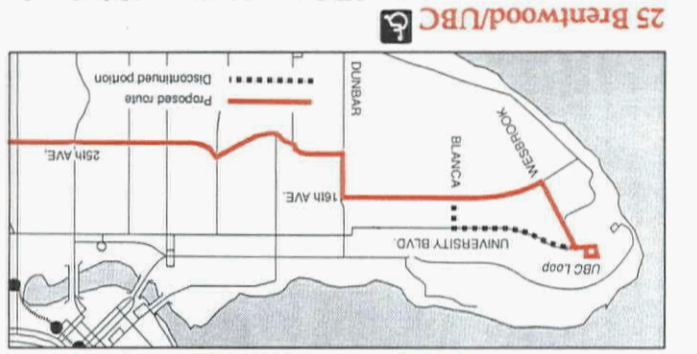 25 Brentwood/UBC
UBC Loop
UNIVERSITY BLVD.
WESBROOK
BLANCA
16th AVE.
DUNBAR
25th AVE.
Proposed route
Discontinued portion